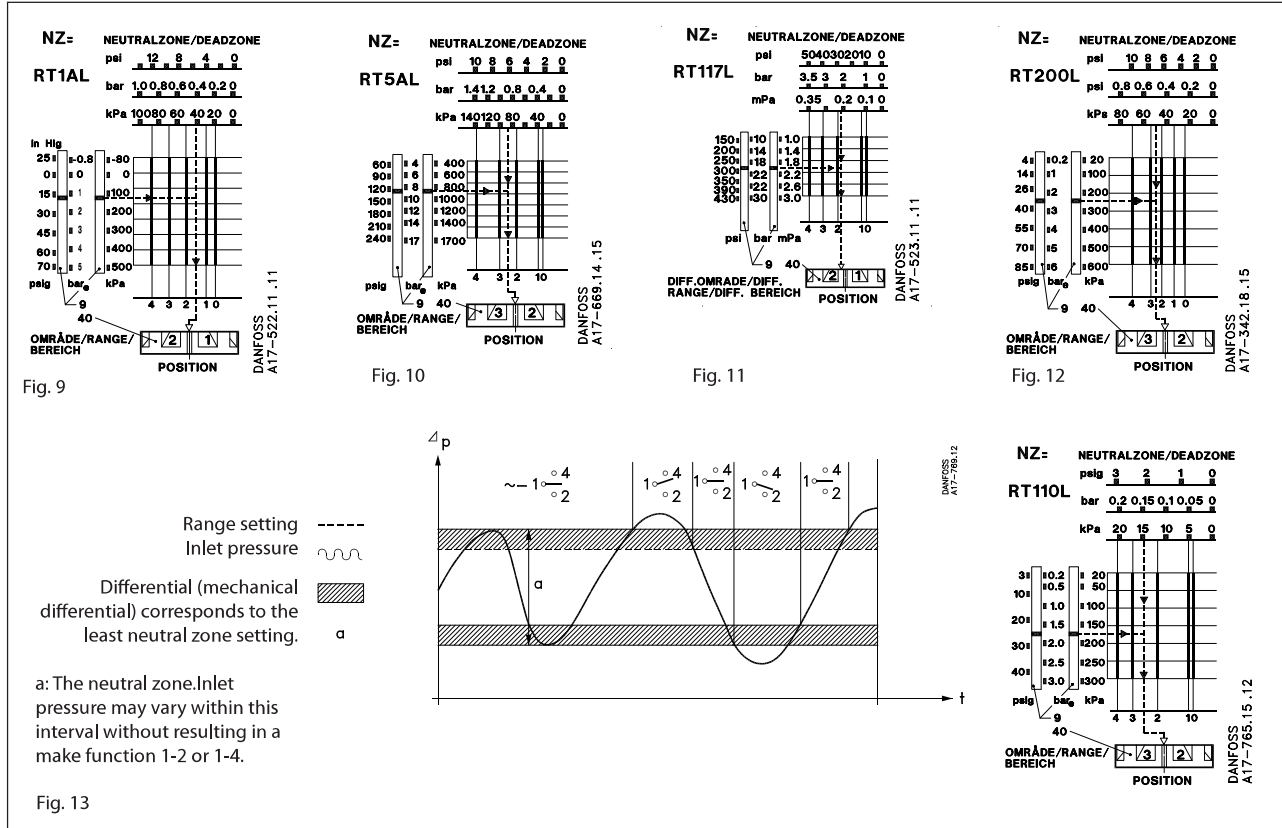 NZ= NEUTRALZONE/DEADZONE
RT1AL
psi 12 8 4 0
bar 1.0 0.8 0.6 0.4 0.2 0
kPa 100 80 60 40 20 0
in Hig
25 -0.8 -80
0 0 0
15 1 100
30 2 200
45 3 300
60 4 400
70 5 500
psig bare kPa
4 3 2 1 0
9
40
OMRÅDE/RANGE/
BEREICH
2 1
POSITION
DANFOSS
A17-522.11.11
Fig. 9
NZ= NEUTRALZONE/DEADZONE
RT5AL
psi 10 8 6 4 2 0
bar 1.4 1.2 0.8 0.4 0
kPa 140 120 80 40 0
60 4 400
90 6 600
120 8 800
150 10 1000
180 12 1200
210 14 1400
240 17 1700
psig bare kPa
4 3 2 1 0
9
40
OMRÅDE/RANGE/
BEREICH
3 2
POSITION
DANFOSS
A17-669.14.15
Fig. 10
NZ= NEUTRALZONE/DEADZONE
RT117L
psi 50 40 30 20 10 0
bar 3.5 3 2 1 0
mPa 0.35 0.2 0.1 0
150 10 1.0
200 14 1.4
250 18 1.8
300 22 2.2
350 22 2.6
390 30 3.0
430
psi bar mPa
4 3 2 1 0
9 40
DIFF.OMRADE/DIFF.
RANGE/DIFF. BEREICH
2 1
POSITION
DANFOSS
A17-523.11.11
Fig. 11
NZ= NEUTRALZONE/DEADZONE
RT200L
psi 10 8 6 4 2 0
psi 0.8 0.6 0.4 0.2 0
kPa 80 60 40 20 0
4 0.2 20
14 1 100
26 2 200
40 3 300
55 4 400
70 5 500
85 6 600
psig bare kPa
4 3 2 1 0
9 40
OMRÅDE/RANGE/
BEREICH
3 2
POSITION
DANFOSS
A17-342.18.15
Fig. 12
Range setting
Inlet pressure
Differential (mechanical
differential) corresponds to the
least neutral zone setting.
a
a: The neutral zone.Inlet
pressure may vary within this
interval without resulting in a
make function 1-2 or 1-4.
Fig. 13
⊿p
~– 1 4 2
1 4 2
1 4 2
1 4 2
1 4 2
a
t
DANFOSS
A17-769.12
NZ= NEUTRALZONE/DEADZONE
RT110L
psig 3 2 1 0
bar 0.2 0.15 0.1 0.05 0
kPa 20 15 10 5 0
3 0.2 20
0.5 50
10 1.0 100
20 1.5 150
30 2.0 200
40 2.5 250
3.0 300
psig bare kPa
4 3 2 1 0
9
40
OMRÅDE/RANGE/
BEREICH
3 2
POSITION
DANFOSS
A17-765.15.12